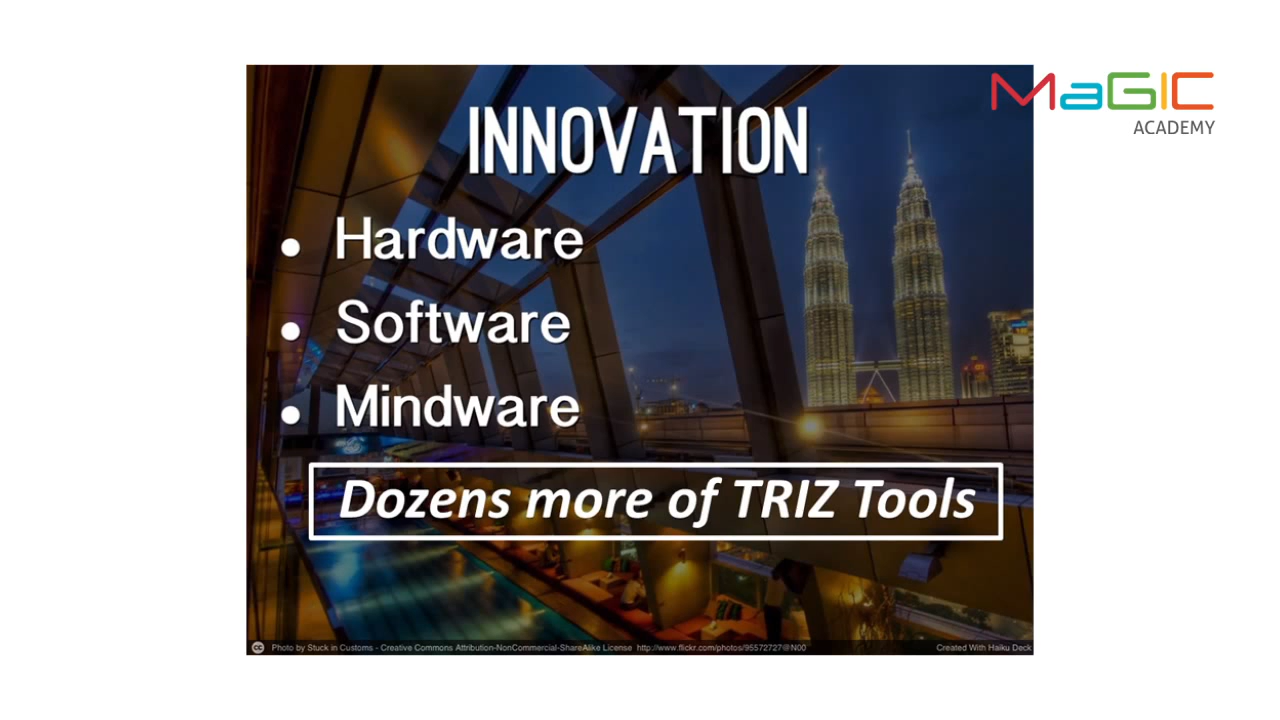 MaGIC
ACADEMY
INNOVATION
• Hardware
• Software
• Mindware
Dozens more of TRIZ Tools
cc Photo by Stuck in Customs - Creative Commons Attribution-NonCommercial-ShareAlike License http://www.flickr.com/photos/95572727@N00 Created With Haiku Deck